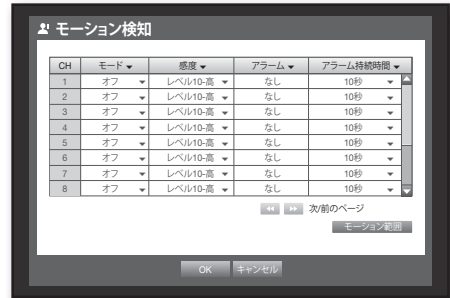 モーション検知
CH モード 感度 アラーム アラーム持続時間
1 オフ レベル10-高 なし 10秒
2 オフ レベル10-高 なし 10秒
3 オフ レベル10-高 なし 10秒
4 オフ レベル10-高 なし 10秒
5 オフ レベル10-高 なし 10秒
6 オフ レベル10-高 なし 10秒
7 オフ レベル10-高 なし 10秒
8 オフ レベル10-高 なし 10秒
次/前のページ
モーション範囲
OK キャンセル